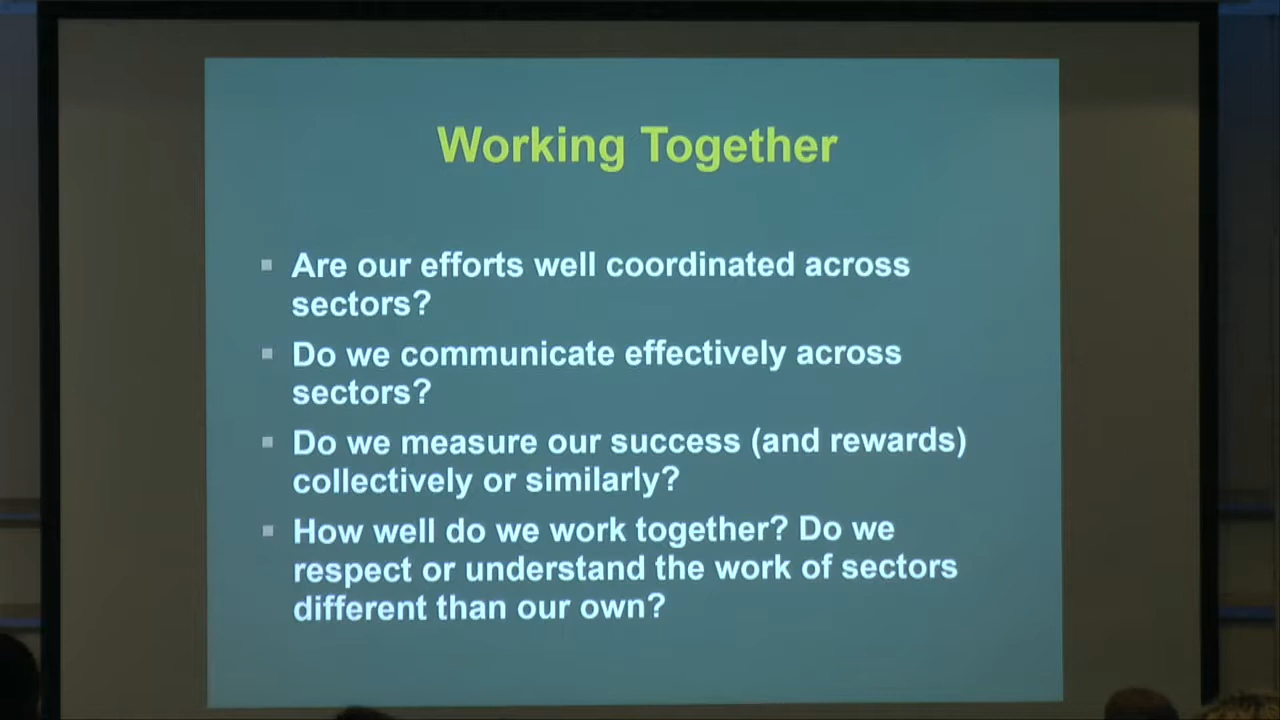 Working Together
Are our efforts well coordinated across
sectors?
Do we communicate effectively across
sectors?
Do we measure our success (and rewards)
collectively or similarly?
How well do we work together? Do we
respect or understand the work of sectors
different than our own?